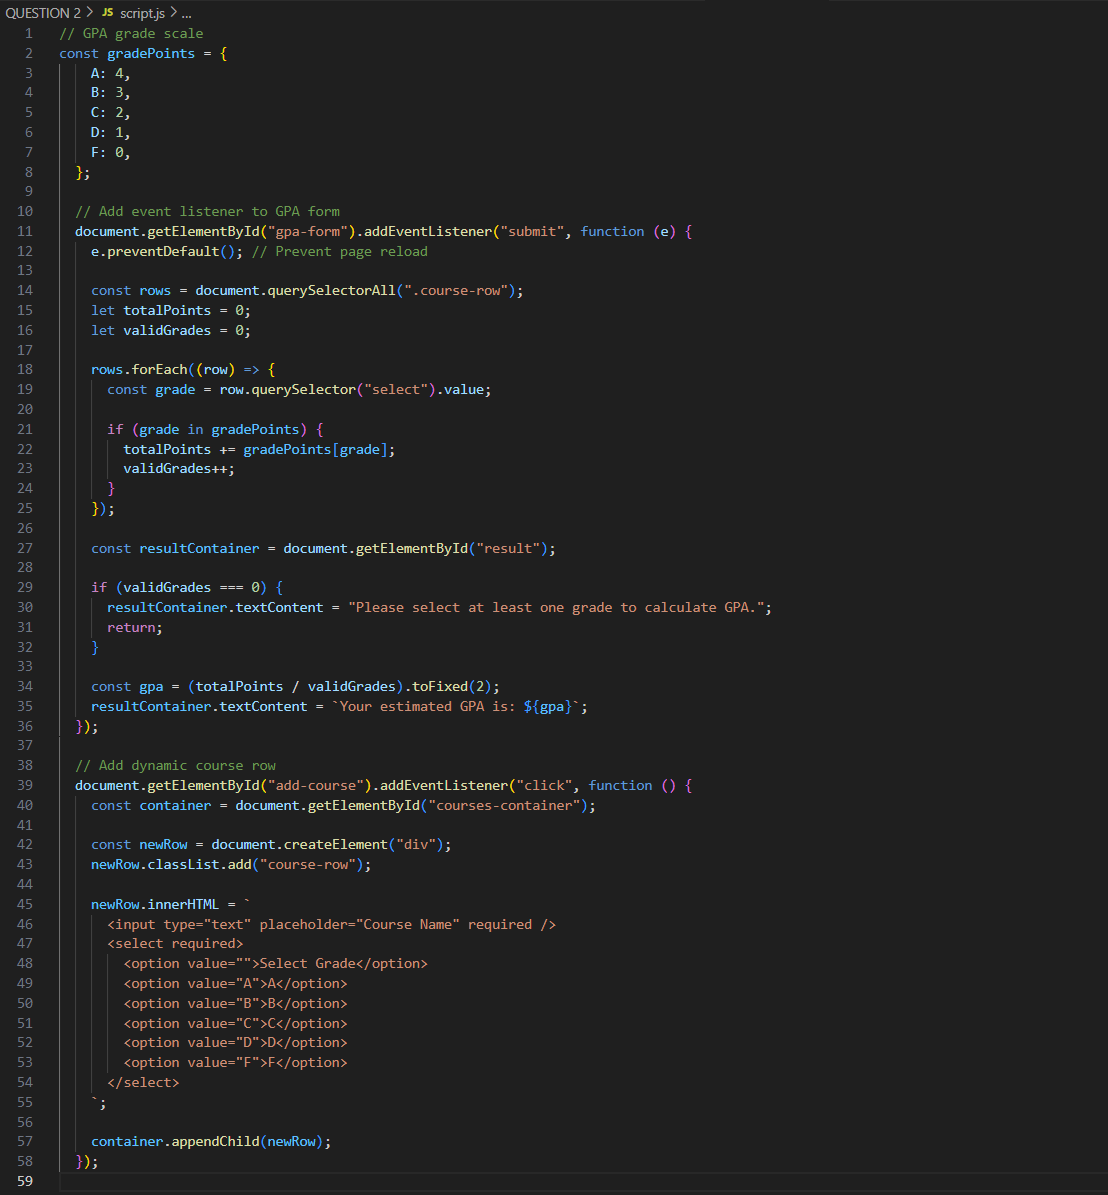 QUESTION 2 > JS script.js > ...
1 // GPA grade scale
2 const gradePoints = {
3     A: 4,
4     B: 3,
5     C: 2,
6     D: 1,
7     F: 0,
8   };
9
10   // Add event listener to GPA form
11   document.getElementById("gpa-form").addEventListener("submit", function (e) {
12     e.preventDefault(); // Prevent page reload
13
14     const rows = document.querySelectorAll(".course-row");
15     let totalPoints = 0;
16     let validGrades = 0;
17
18     rows.forEach((row) => {
19       const grade = row.querySelector("select").value;
20
21       if (grade in gradePoints) {
22         totalPoints += gradePoints[grade];
23         validGrades++;
24       }
25     });
26
27     const resultContainer = document.getElementById("result");
28
29     if (validGrades === 0) {
30       resultContainer.textContent = "Please select at least one grade to calculate GPA.";
31       return;
32     }
33
34     const gpa = (totalPoints / validGrades).toFixed(2);
35     resultContainer.textContent = `Your estimated GPA is: ${gpa}`;
36   });
37
38   // Add dynamic course row
39   document.getElementById("add-course").addEventListener("click", function () {
40     const container = document.getElementById("courses-container");
41
42     const newRow = document.createElement("div");
43     newRow.classList.add("course-row");
44
45     newRow.innerHTML = `
46       <input type="text" placeholder="Course Name" required />
47       <select required>
48         <option value="">Select Grade</option>
49         <option value="A">A</option>
50         <option value="B">B</option>
51         <option value="C">C</option>
52         <option value="D">D</option>
53         <option value="F">F</option>
54       </select>
55     `;
56
57     container.appendChild(newRow);
58   });
59